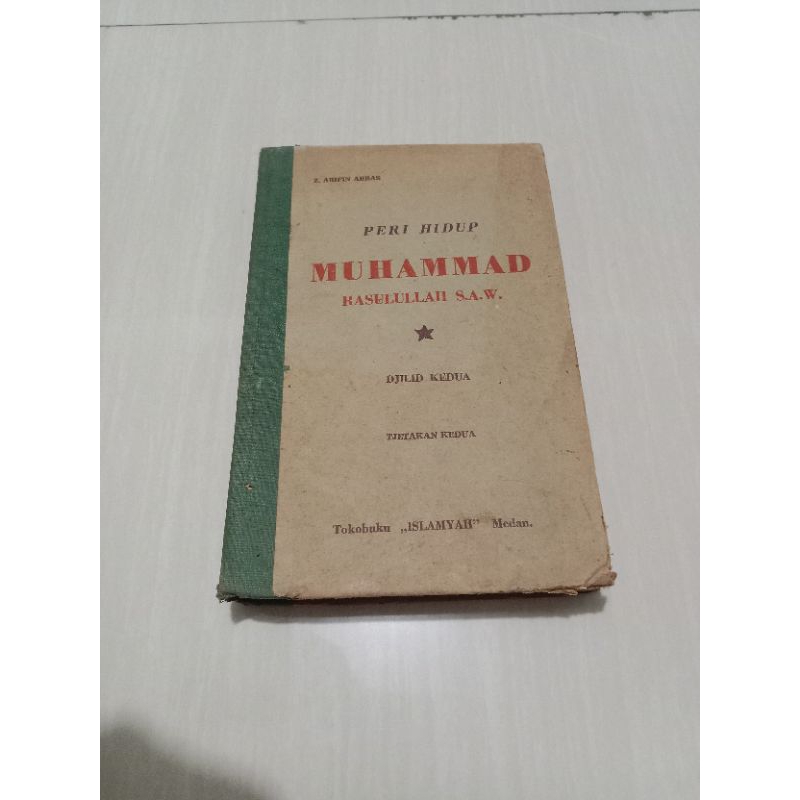 Z. ARIFIN ABBAS
PERI HIDUP
MUHAMMAD
RASULULLAH S.A.W.
DJILID KEDUA
TJETAKAN KEDUA
Tokobuku „ISLAMYAH" Medan.